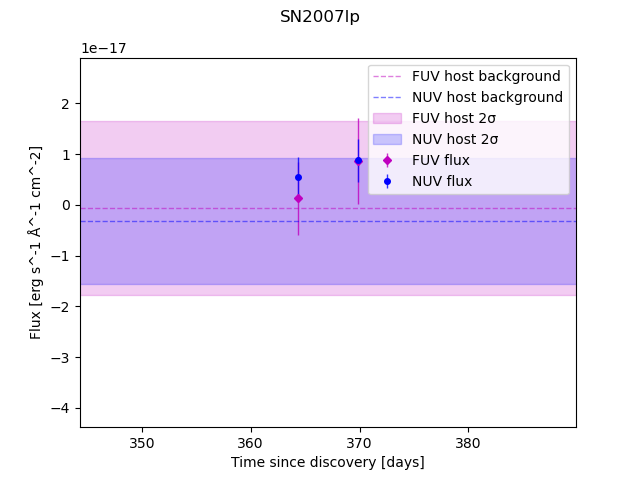 SN2007lp
1e−17
FUV host background
NUV host background
FUV host 2σ
NUV host 2σ
FUV flux
NUV flux
2
1
0
−1
−2
−3
−4
Flux [erg s^-1 Å^-1 cm^-2]
350
360
370
380
Time since discovery [days]